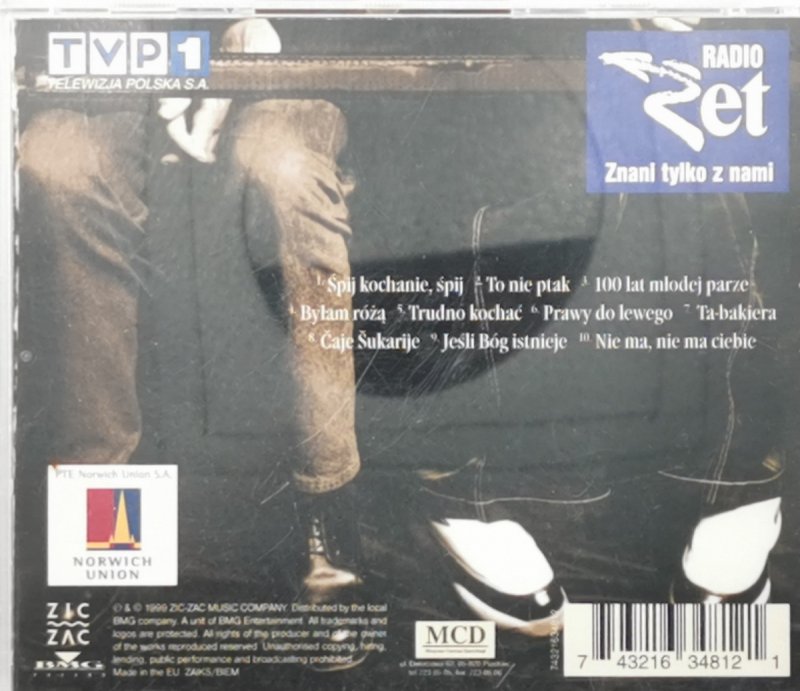 TVP1
TELEWIZJA POLSKA S.A.
RADIO
Zet
Znani tylko z nami
1. Śpij kochanie, śpij 2. To nie ptak 3. 100 lat młodej parze
4. Byłam różą 5. Trudno kochać 6. Prawy do lewego 7. Ta-bakiera
8. Čaje Šukarije 9. Jeśli Bóg istnieje 10. Nie ma, nie ma ciebie
PTE Norwich Union S.A.
NORWICH
UNION
ZIC
ZAC
BMG
℗ & © 1999 ZIC-ZAC MUSIC COMPANY. Distributed by the local
BMG company. A unit of BMG Entertainment. All trademarks and
logos are protected. All rights of the producer and of the owner
of the works reproduced reserved. Unauthorised copying, hiring,
lending, public performance and broadcasting prohibited.
Made in the EU. ZAIKS/BIEM
MCD
7 43216 34812 1